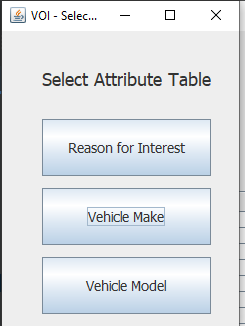 VOI - Selec...
Select Attribute Table
Reason for Interest
Vehicle Make
Vehicle Model